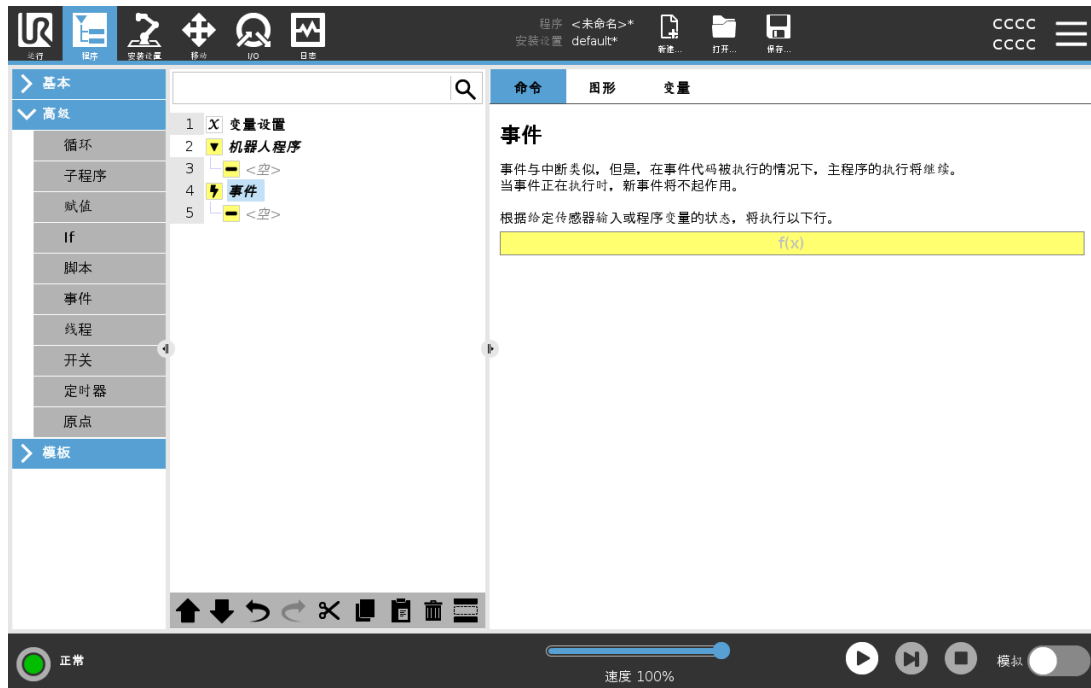 UR
运行
程序
安装设置
移动
I/O
日志
程序 <未命名>*
安装设置 default*
新建...
打开...
保存...
CCCC
CCCC
基本
高级
循环
子程序
赋值
If
脚本
事件
线程
开关
定时器
原点
模板
1 X 变量设置
2 机器人程序
3 <空>
4 事件
5 <空>
命令
图形
变量
事件
事件与中断类似，但是，在事件代码被执行的情况下，主程序的执行将继续。
当事件正在执行时，新事件将不起作用。
根据给定传感器输入或程序变量的状态，将执行以下行。
f(x)
正常
速度 100%
模拟